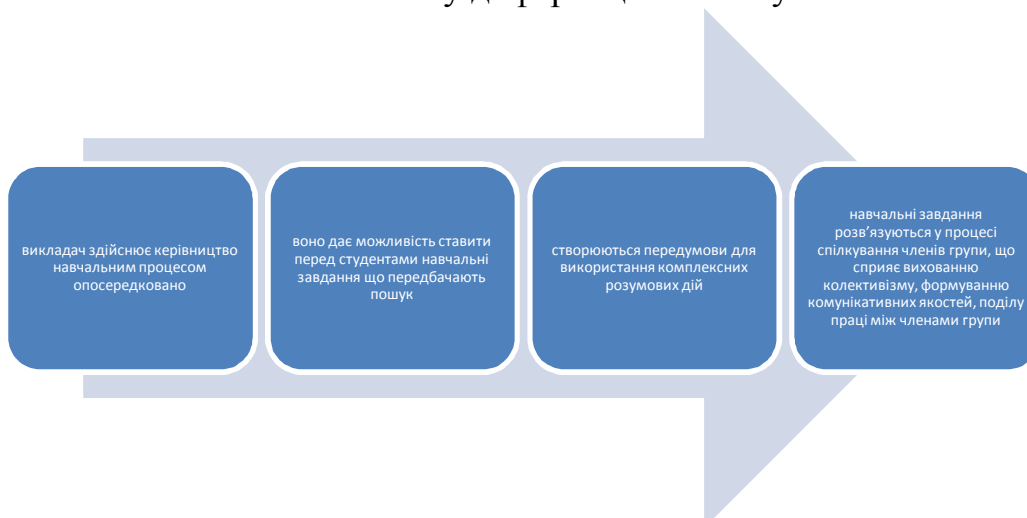 викладач здійснює керівництво
навчальним процесом
опосередковано
воно дає можливість ставити
перед студентами навчальні
завдання що передбачають
пошук
створюються передумови для
використання комплексних
розумових дій
навчальні завдання
розв'язуються у процесі
спілкування членів групи, що
сприяє вихованню
колективізму, формуванню
комунікативних якостей, поділу
праці між членами групи